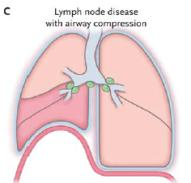 C
Lymph node disease
with airway compression